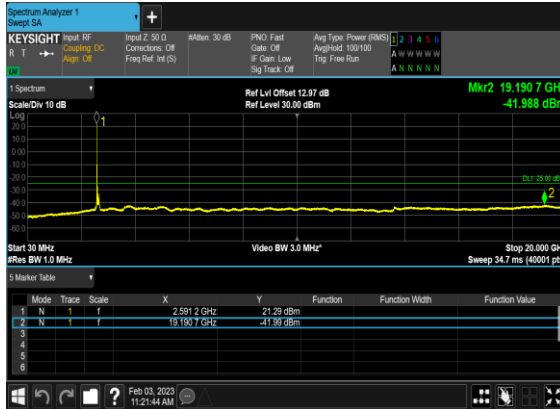 Spectrum Analyzer 1
Swept SA
KEYSIGHT
R T
LU
Input: RF
Coupling: DC
Align: Off
Input Z: 50 Ω
Corrections: Off
Freq Ref: Int (S)
#Atten: 30 dB
PNO: Fast
Gate: Off
IF Gain: Low
Sig Track: Off
Avg Type: Power (RMS)
Avg|Hold: 100/100
Trig: Free Run
1 2 3 4 5 6
A W W W W W
A N N N N N
1 Spectrum
Scale/Div 10 dB
Ref Lvl Offset 12.97 dB
Ref Level 30.00 dBm
Mkr2 19.190 7 GH
-41.988 dBm
Log
20.0
10.0
0.00
-10.0
-20.0
-30.0
-40.0
-50.0
-60.0
1
DL1 -25.00 dB
2
Start 30 MHz
#Res BW 1.0 MHz
Video BW 3.0 MHz*
Stop 20.000 GH
Sweep 34.7 ms (40001 pts
5 Marker Table
Mode Trace Scale X Y Function Function Width Function Value
1 N 1 f 2.591 2 GHz 21.29 dBm
2 N 1 f 19.190 7 GHz -41.99 dBm
3
4
5
6
?
Feb 03, 2023
11:21:44 AM